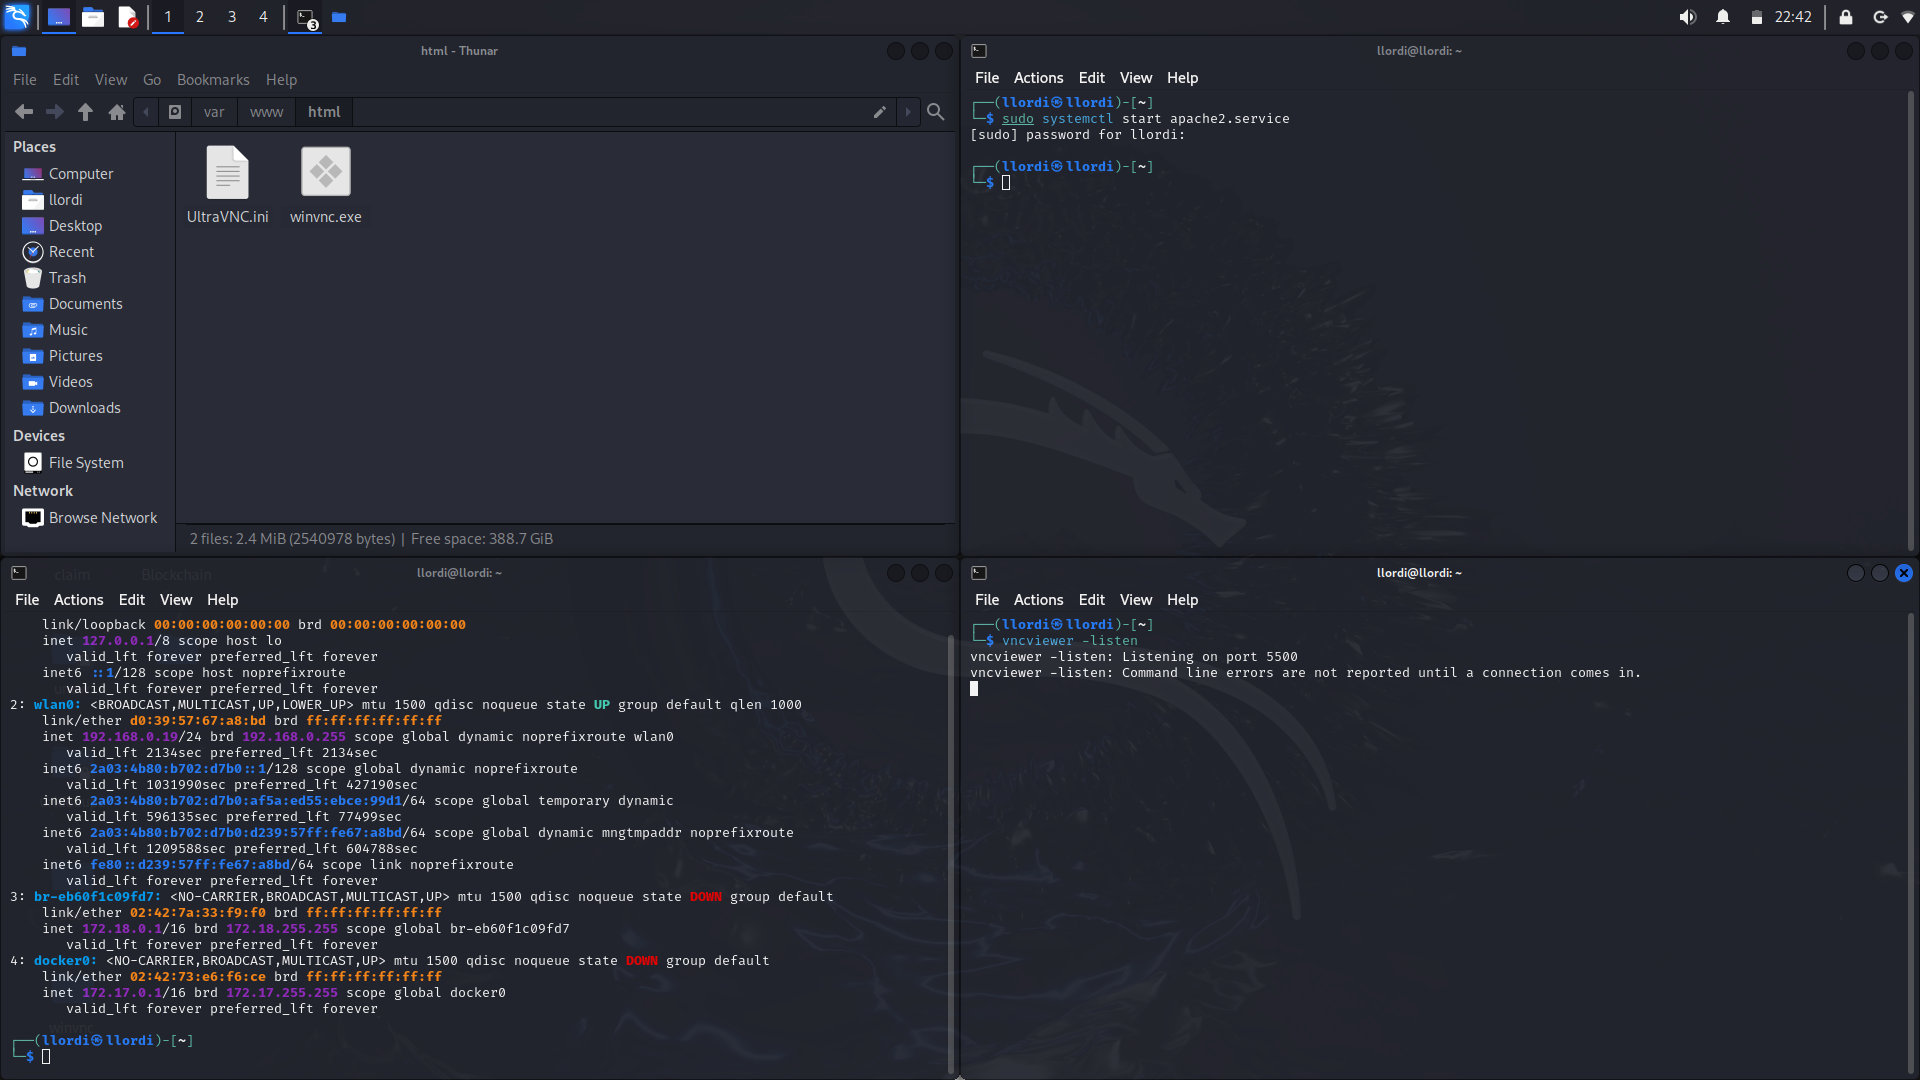 1 2 3 4 3 22:42
html - Thunar
File Edit View Go Bookmarks Help
var www html
Places
Computer
llordi
Desktop
Recent
Trash
Documents
Music
Pictures
Videos
Downloads
Devices
File System
Network
Browse Network
UltraVNC.ini winvnc.exe
2 files: 2.4 MiB (2540978 bytes) | Free space: 388.7 GiB
llordi@llordi: ~
File Actions Edit View Help
┌──(llordi㉿llordi)-[~]
└─$ sudo systemctl start apache2.service
[sudo] password for llordi:
┌──(llordi㉿llordi)-[~]
└─$
claim Blockchain
llordi@llordi: ~
File Actions Edit View Help
link/loopback 00:00:00:00:00:00 brd 00:00:00:00:00:00
inet 127.0.0.1/8 scope host lo
valid_lft forever preferred_lft forever
inet6 ::1/128 scope host noprefixroute
valid_lft forever preferred_lft forever
2: wlan0: <BROADCAST,MULTICAST,UP,LOWER_UP> mtu 1500 qdisc noqueue state UP group default qlen 1000
link/ether d0:39:57:67:a8:bd brd ff:ff:ff:ff:ff:ff
inet 192.168.0.19/24 brd 192.168.0.255 scope global dynamic noprefixroute wlan0
valid_lft 2134sec preferred_lft 2134sec
inet6 2a03:4b80:b702:d7b0::1/128 scope global dynamic noprefixroute
valid_lft 1031990sec preferred_lft 427190sec
inet6 2a03:4b80:b702:d7b0:af5a:ed55:ebce:99d1/64 scope global temporary dynamic
valid_lft 596135sec preferred_lft 77499sec
inet6 2a03:4b80:b702:d7b0:d239:57ff:fe67:a8bd/64 scope global dynamic mngtmpaddr noprefixroute
valid_lft 1209588sec preferred_lft 604788sec
inet6 fe80::d239:57ff:fe67:a8bd/64 scope link noprefixroute
valid_lft forever preferred_lft forever
3: br-eb60f1c09fd7: <NO-CARRIER,BROADCAST,MULTICAST,UP> mtu 1500 qdisc noqueue state DOWN group default
link/ether 02:42:7a:33:f9:f0 brd ff:ff:ff:ff:ff:ff
inet 172.18.0.1/16 brd 172.18.255.255 scope global br-eb60f1c09fd7
valid_lft forever preferred_lft forever
4: docker0: <NO-CARRIER,BROADCAST,MULTICAST,UP> mtu 1500 qdisc noqueue state DOWN group default
link/ether 02:42:73:e6:f6:ce brd ff:ff:ff:ff:ff:ff
inet 172.17.0.1/16 brd 172.17.255.255 scope global docker0
valid_lft forever preferred_lft forever
winvnc
┌──(llordi㉿llordi)-[~]
└─$
llordi@llordi: ~
File Actions Edit View Help
┌──(llordi㉿llordi)-[~]
└─$ vncviewer -listen
vncviewer -listen: Listening on port 5500
vncviewer -listen: Command line errors are not reported until a connection comes in.